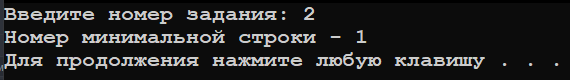 Введите номер задания: 2
Номер минимальной строки – 1
Для продолжения нажмите любую клавишу . . .